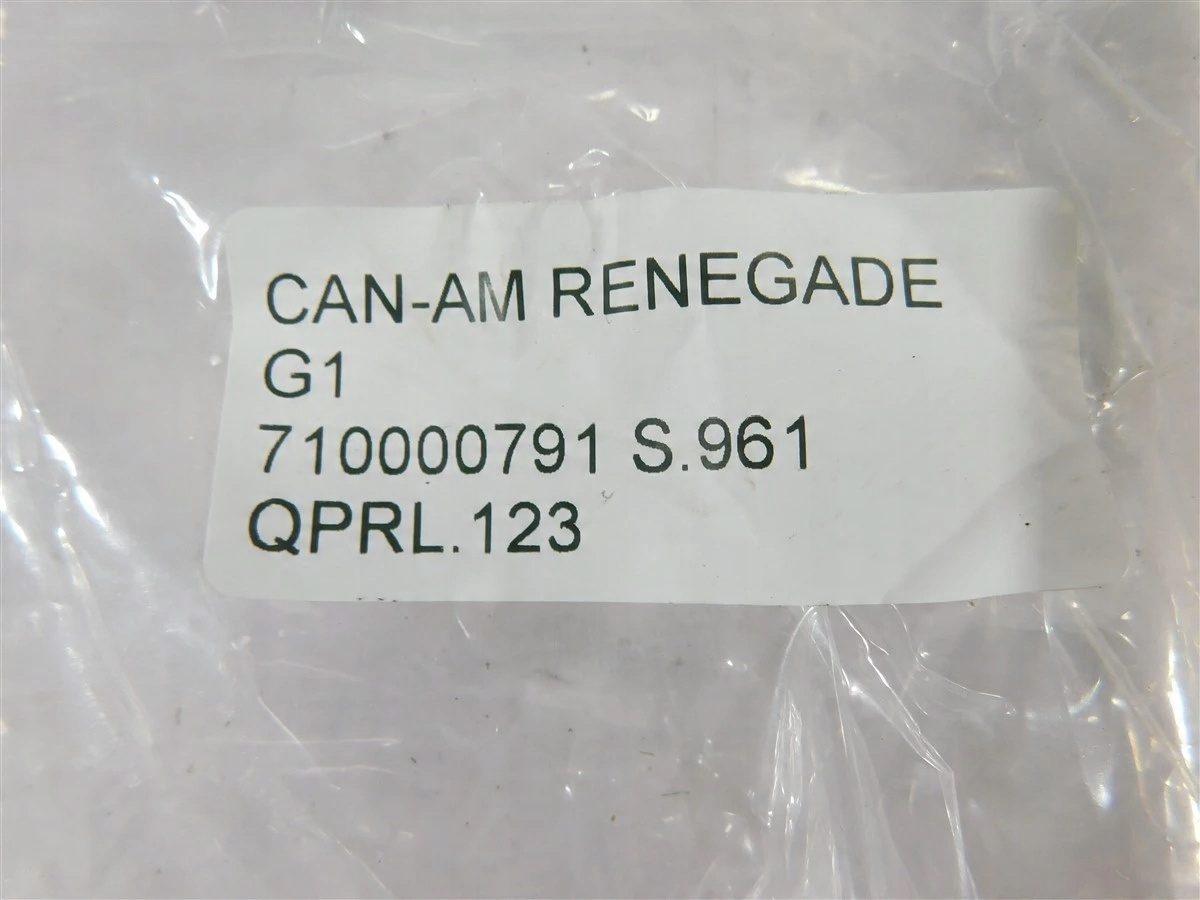 CAN-AM RENEGADE
G1
710000791 S.961
QPRL.123